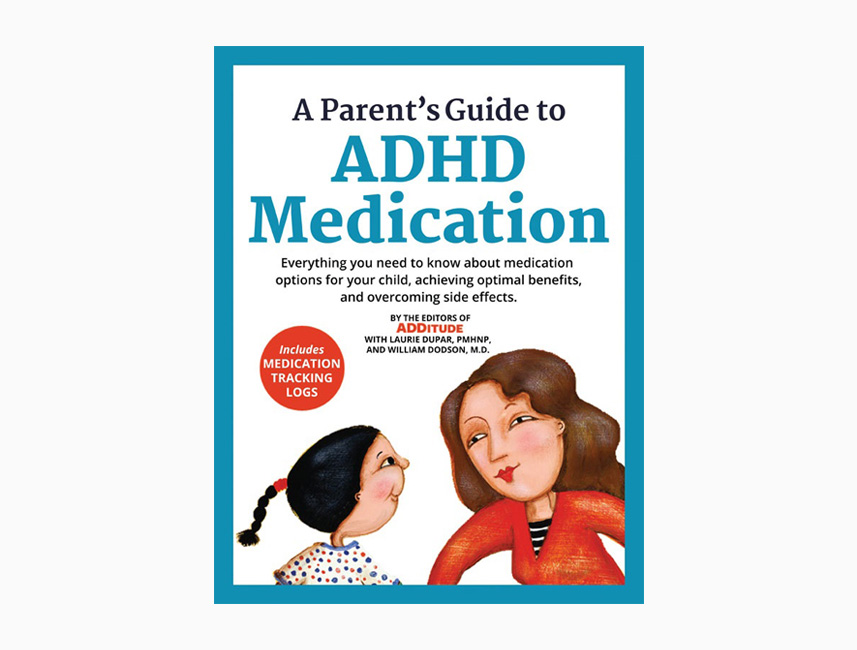 A Parent's Guide to
ADHD
Medication
Everything you need to know about medication
options for your child, achieving optimal benefits,
and overcoming side effects.
BY THE EDITORS OF
ADDITUDE
WITH LAURIE DUPAR, PMHNP,
AND WILLIAM DODSON, M.D.
Includes
MEDICATION
TRACKING
LOGS